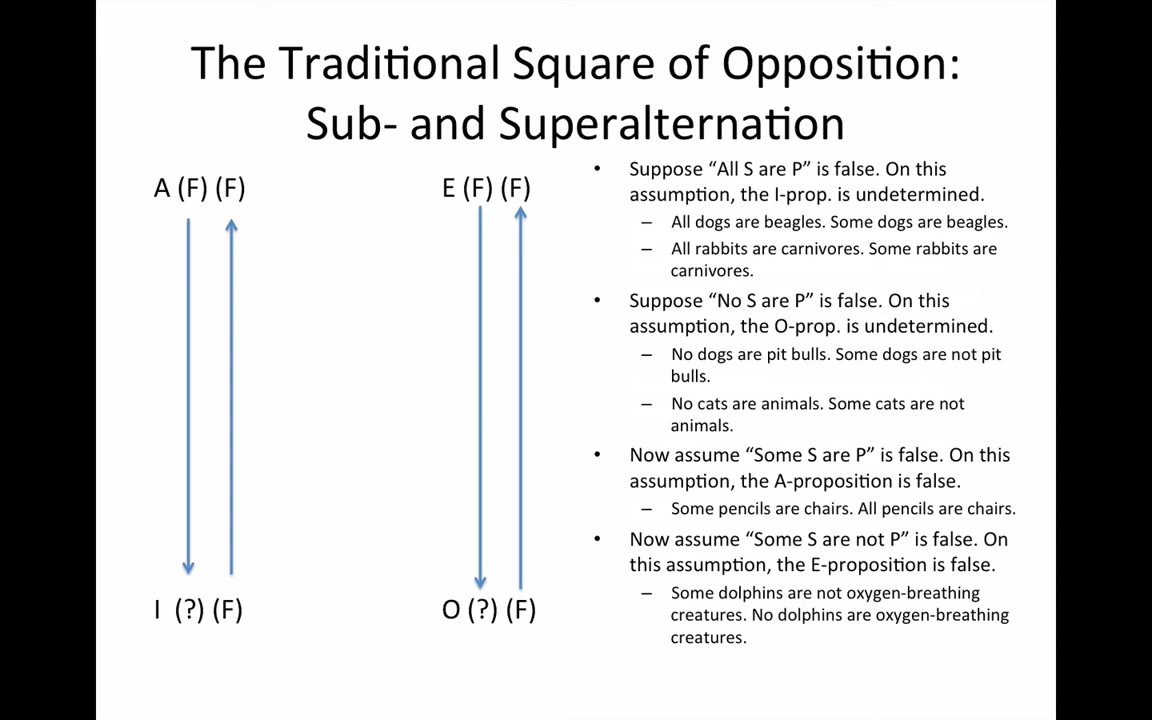 The Traditional Square of Opposition:
Sub- and Superalternation
A (F) (F)
E (F) (F)
I (?) (F)
O (?) (F)
• Suppose “All S are P” is false. On this
assumption, the I-prop. is undetermined.
– All dogs are beagles. Some dogs are beagles.
– All rabbits are carnivores. Some rabbits are
carnivores.
• Suppose “No S are P” is false. On this
assumption, the O-prop. is undetermined.
– No dogs are pit bulls. Some dogs are not pit
bulls.
– No cats are animals. Some cats are not
animals.
• Now assume “Some S are P” is false. On this
assumption, the A-proposition is false.
– Some pencils are chairs. All pencils are chairs.
• Now assume “Some S are not P” is false. On
this assumption, the E-proposition is false.
– Some dolphins are not oxygen-breathing
creatures. No dolphins are oxygen-breathing
creatures.